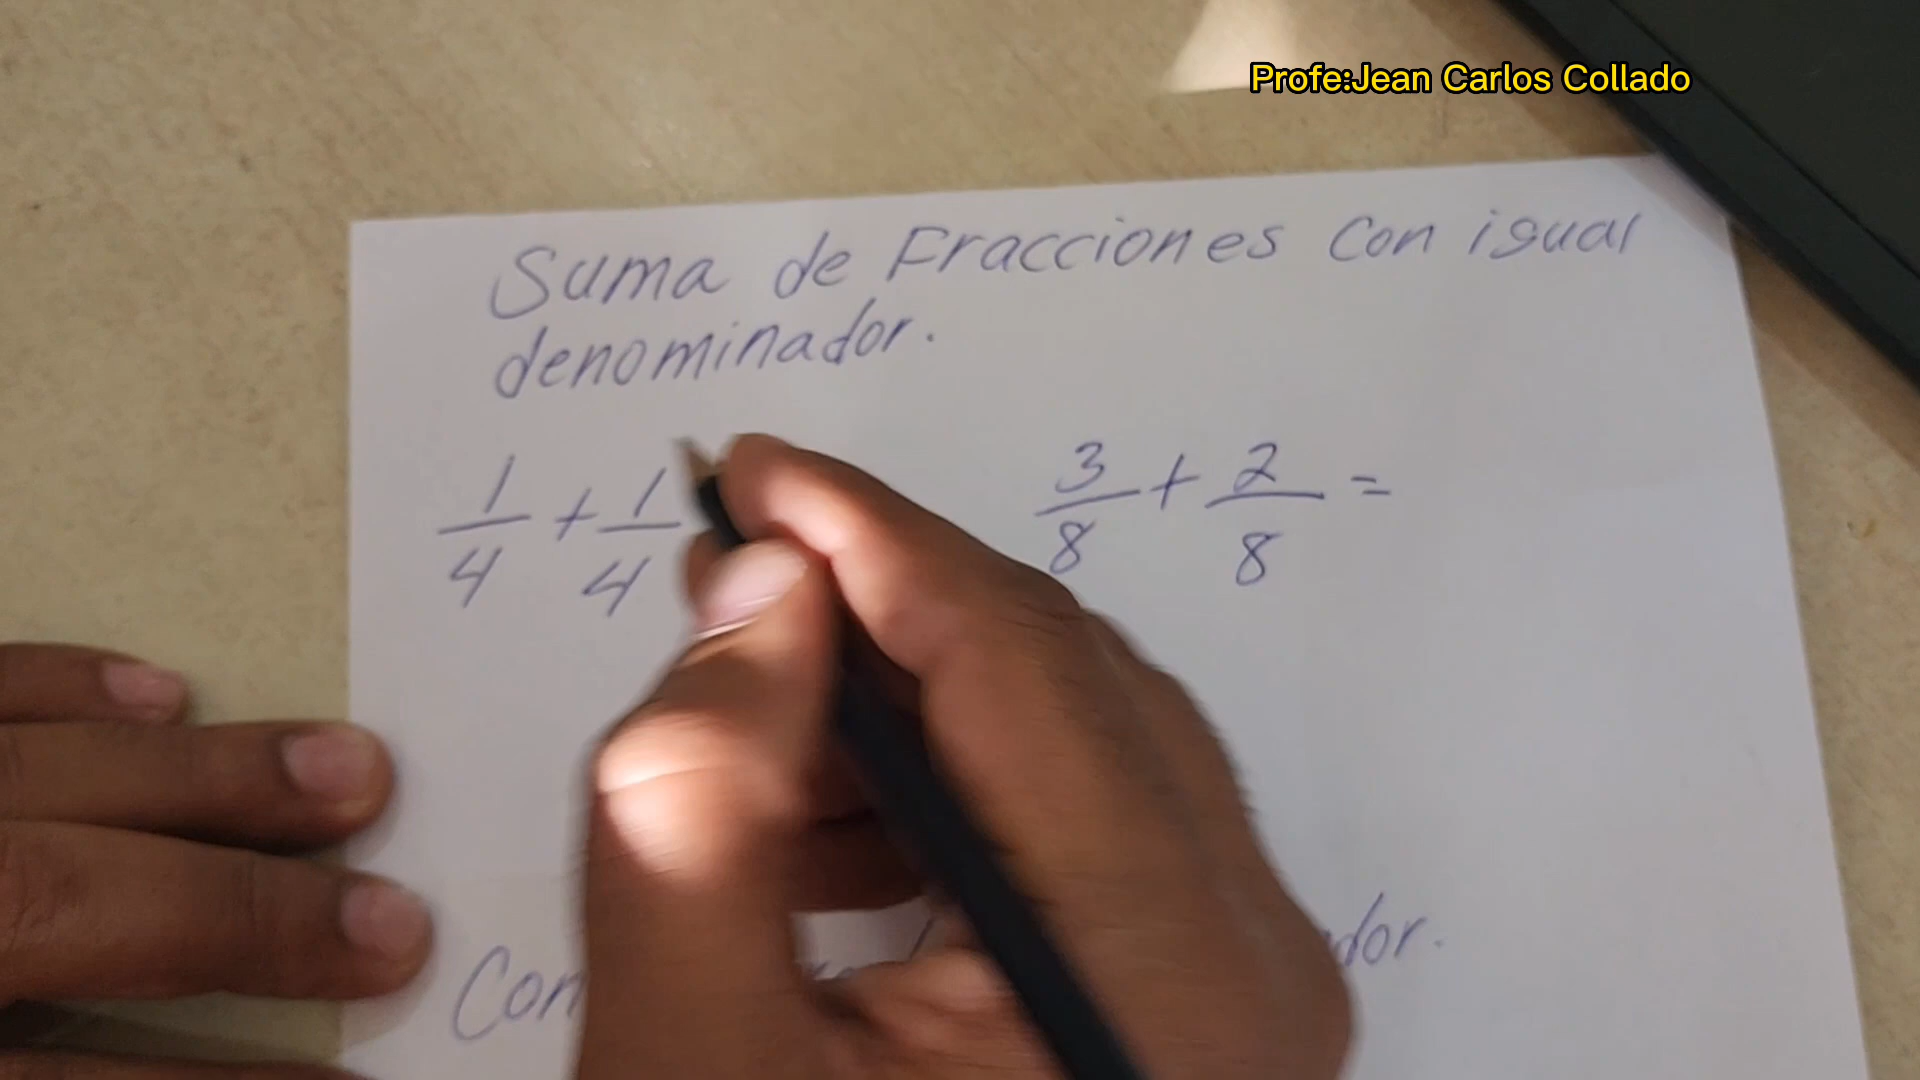 Profe:Jean Carlos Collado
Suma de Fracciones con igual
denominador.
1/4 + 1/4
3/8 + 2/8 =
Con